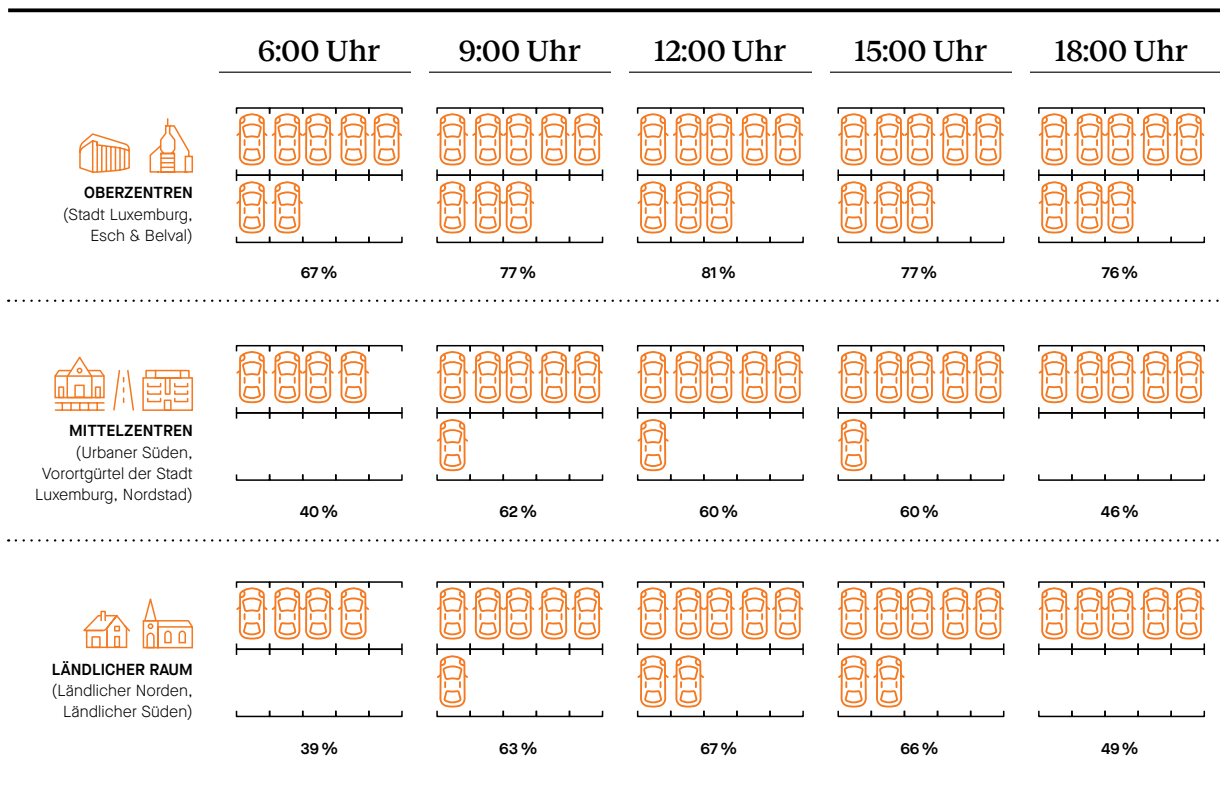 6:00 Uhr 9:00 Uhr 12:00 Uhr 15:00 Uhr 18:00 Uhr
OBERZENTREN
(Stadt Luxemburg,
Esch & Belval)
67 % 77 % 81 % 77 % 76 %
MITTELZENTREN
(Urbaner Süden,
Vorortgürtel der Stadt
Luxemburg, Nordstad)
40 % 62 % 60 % 60 % 46 %
LÄNDLICHER RAUM
(Ländlicher Norden,
Ländlicher Süden)
39 % 63 % 67 % 66 % 49 %